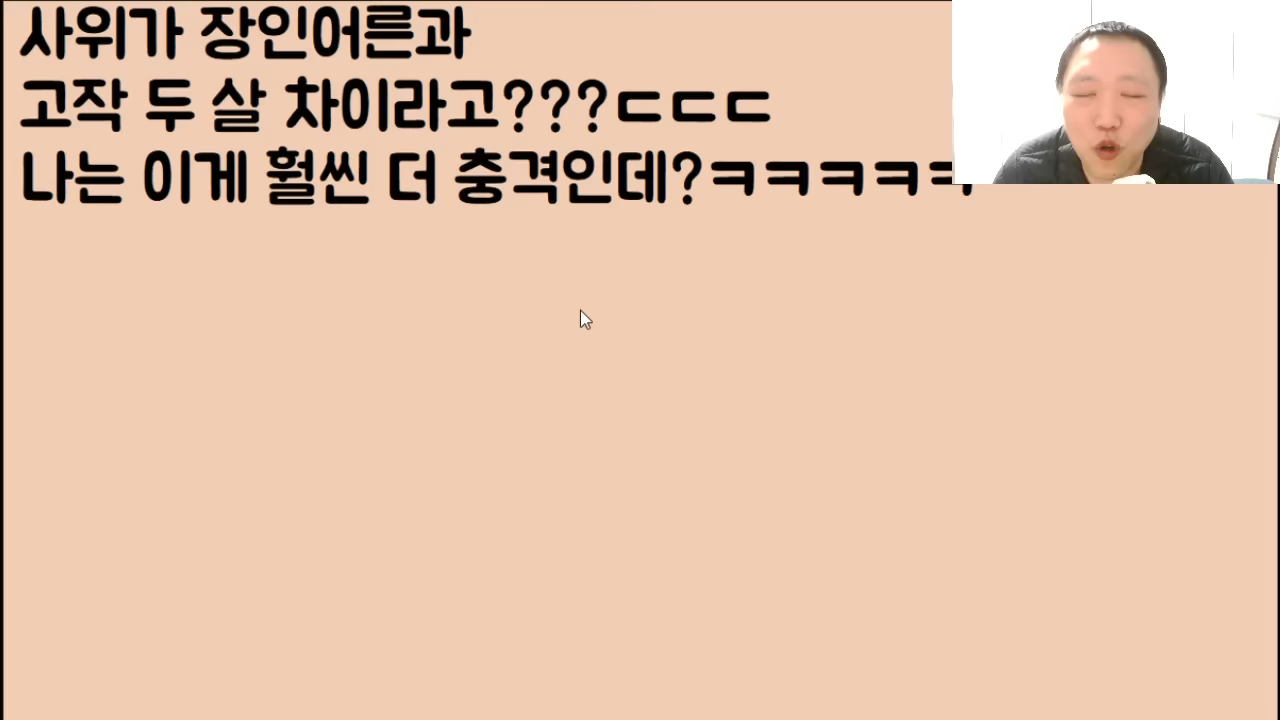 사위가 장인어른과
고작 두 살 차이라고???ㄷㄷㄷ
나는 이게 훨씬 더 충격인데?ㅋㅋㅋㅋㅋ